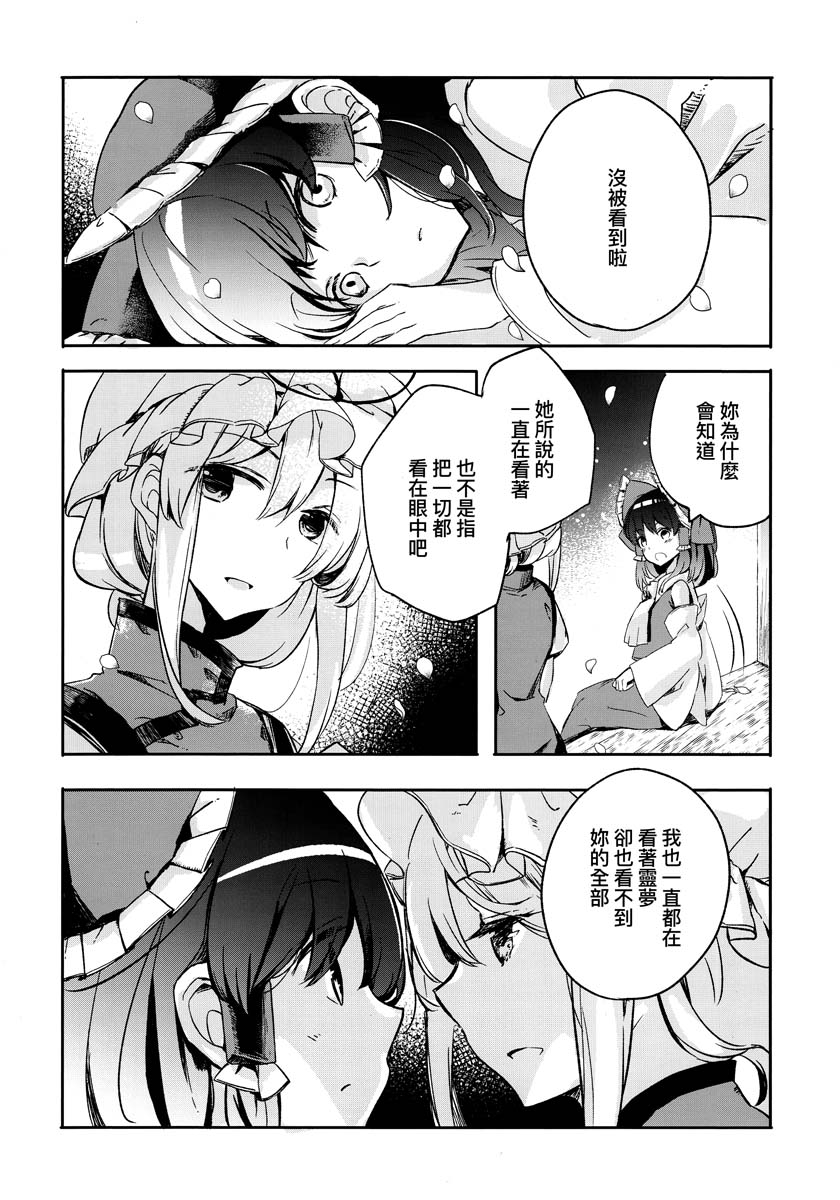 沒被看到啦
妳為什麼
會知道
她所說的
一直在看著
也不是指
把一切都
看在眼中吧
我也一直都在
看著靈夢
卻也看不到
妳的全部